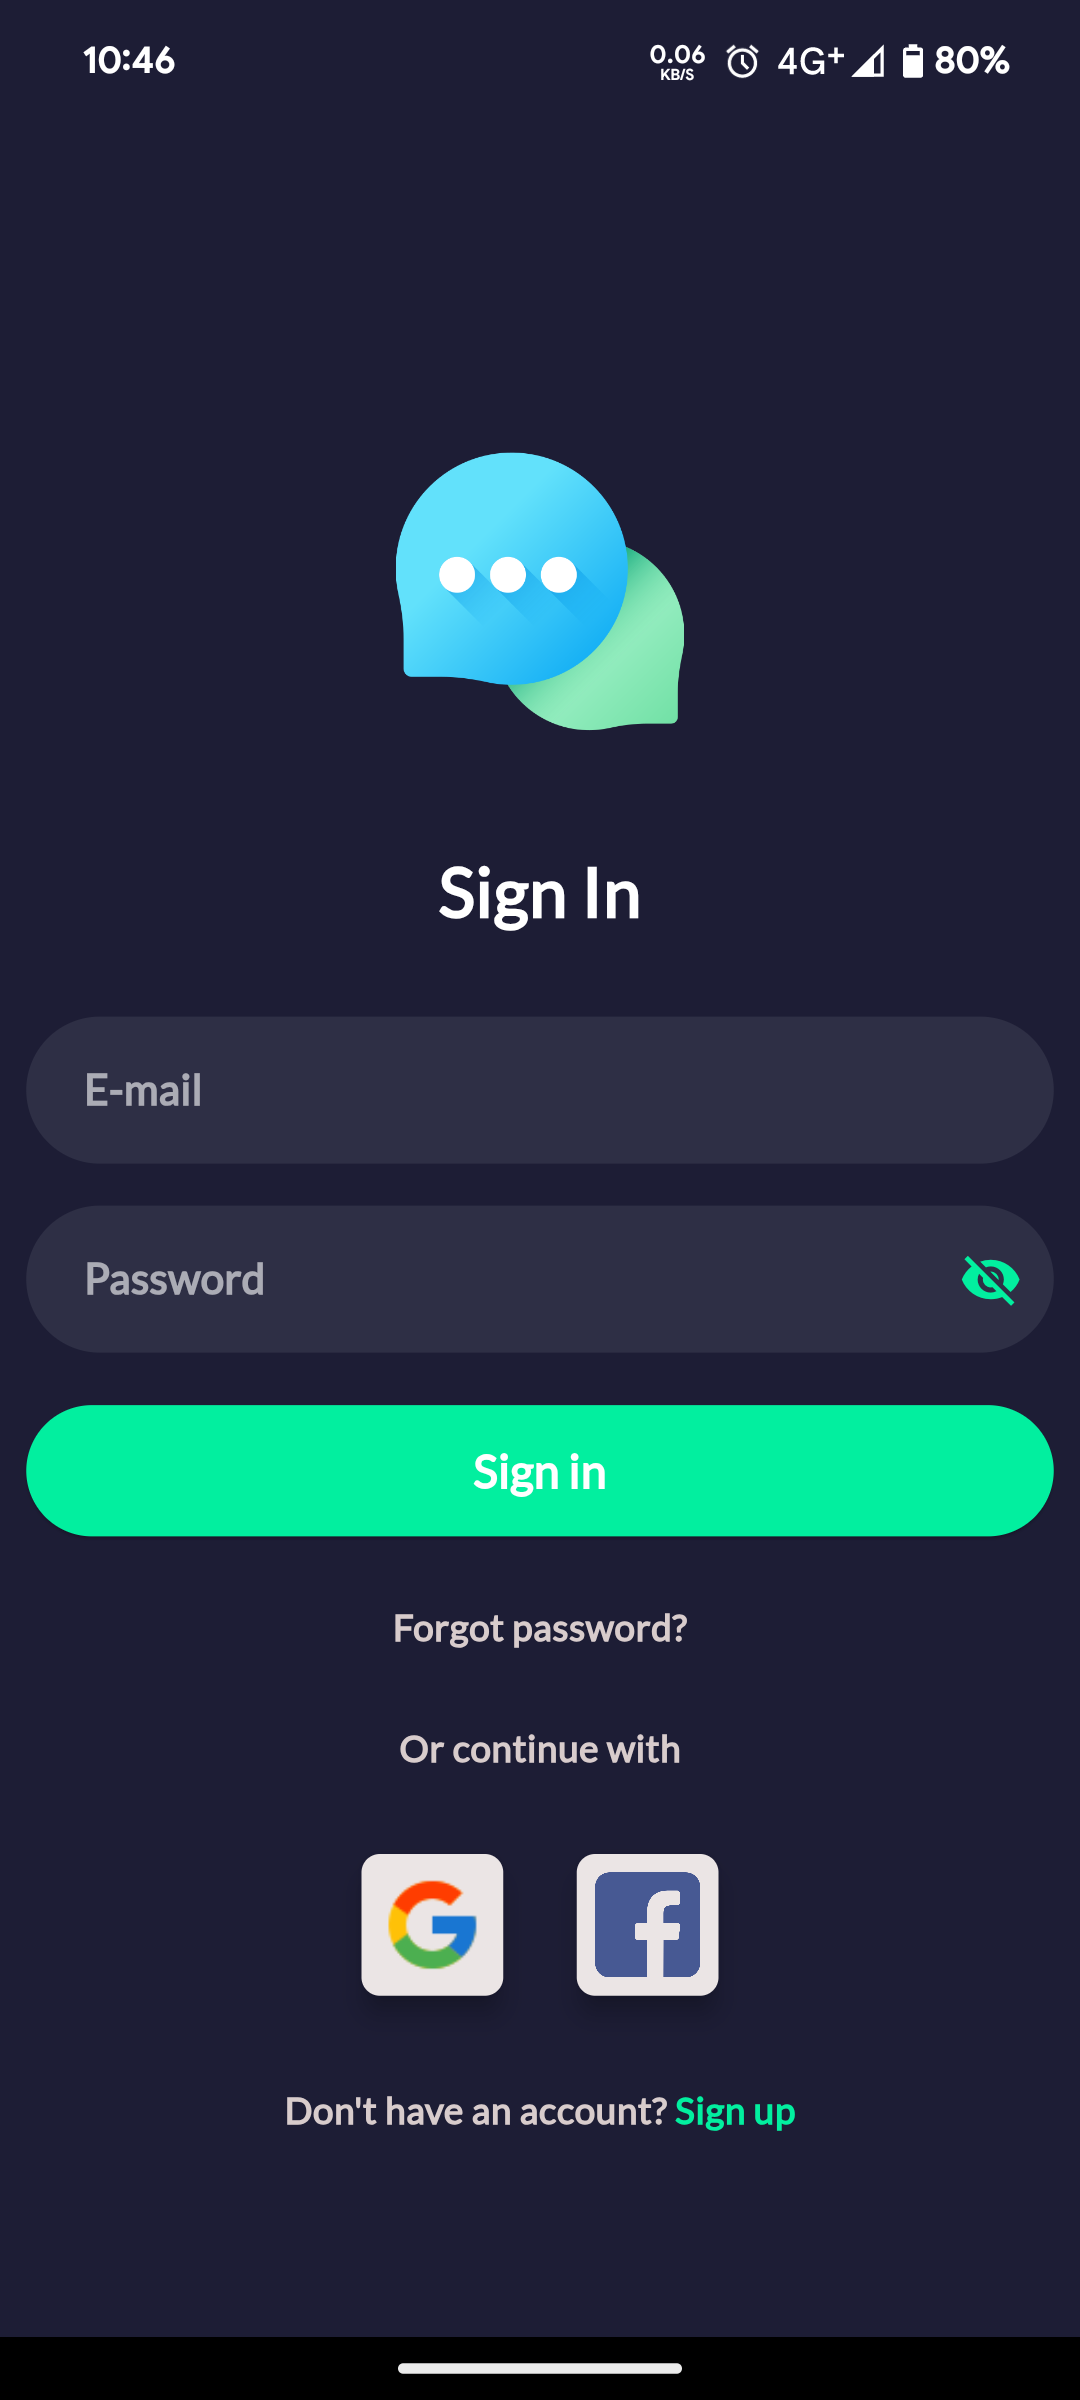 10:46 0.06 KB/S 4G+ 80%
Sign In
E-mail
Password
Sign in
Forgot password?
Or continue with
Don't have an account? Sign up